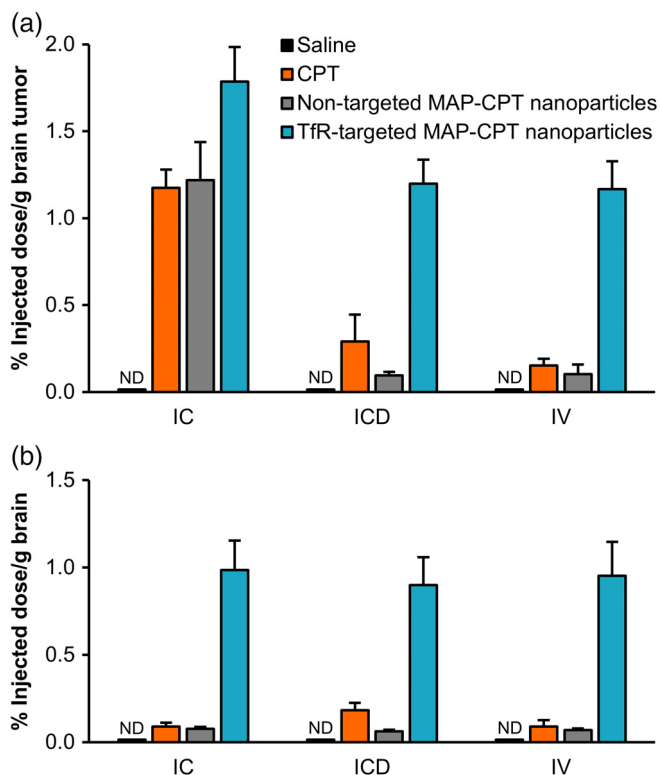 (a)
% Injected dose/g brain tumor
2.0
1.5
1.0
0.5
0.0
Saline
CPT
Non-targeted MAP-CPT nanoparticles
TfR-targeted MAP-CPT nanoparticles
ND
ND
ND
IC
ICD
IV
(b)
% Injected dose/g brain
1.5
1.0
0.5
0.0
ND
ND
ND
IC
ICD
IV